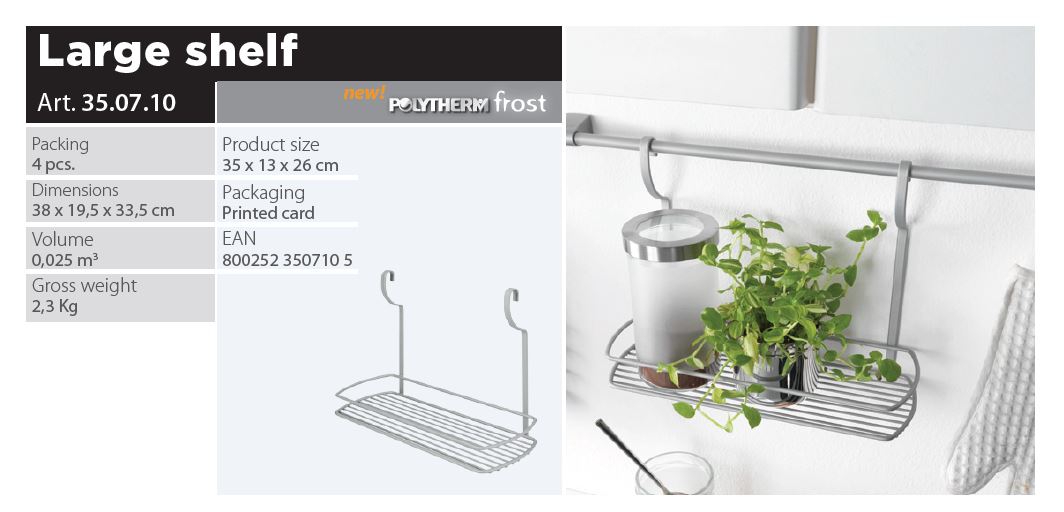 Large shelf
Art. 35.07.10
new! POLYTHERM frost
Packing
4 pcs.
Dimensions
38 x 19,5 x 33,5 cm
Volume
0,025 m³
Gross weight
2,3 Kg
Product size
35 x 13 x 26 cm
Packaging
Printed card
EAN
800252 350710 5